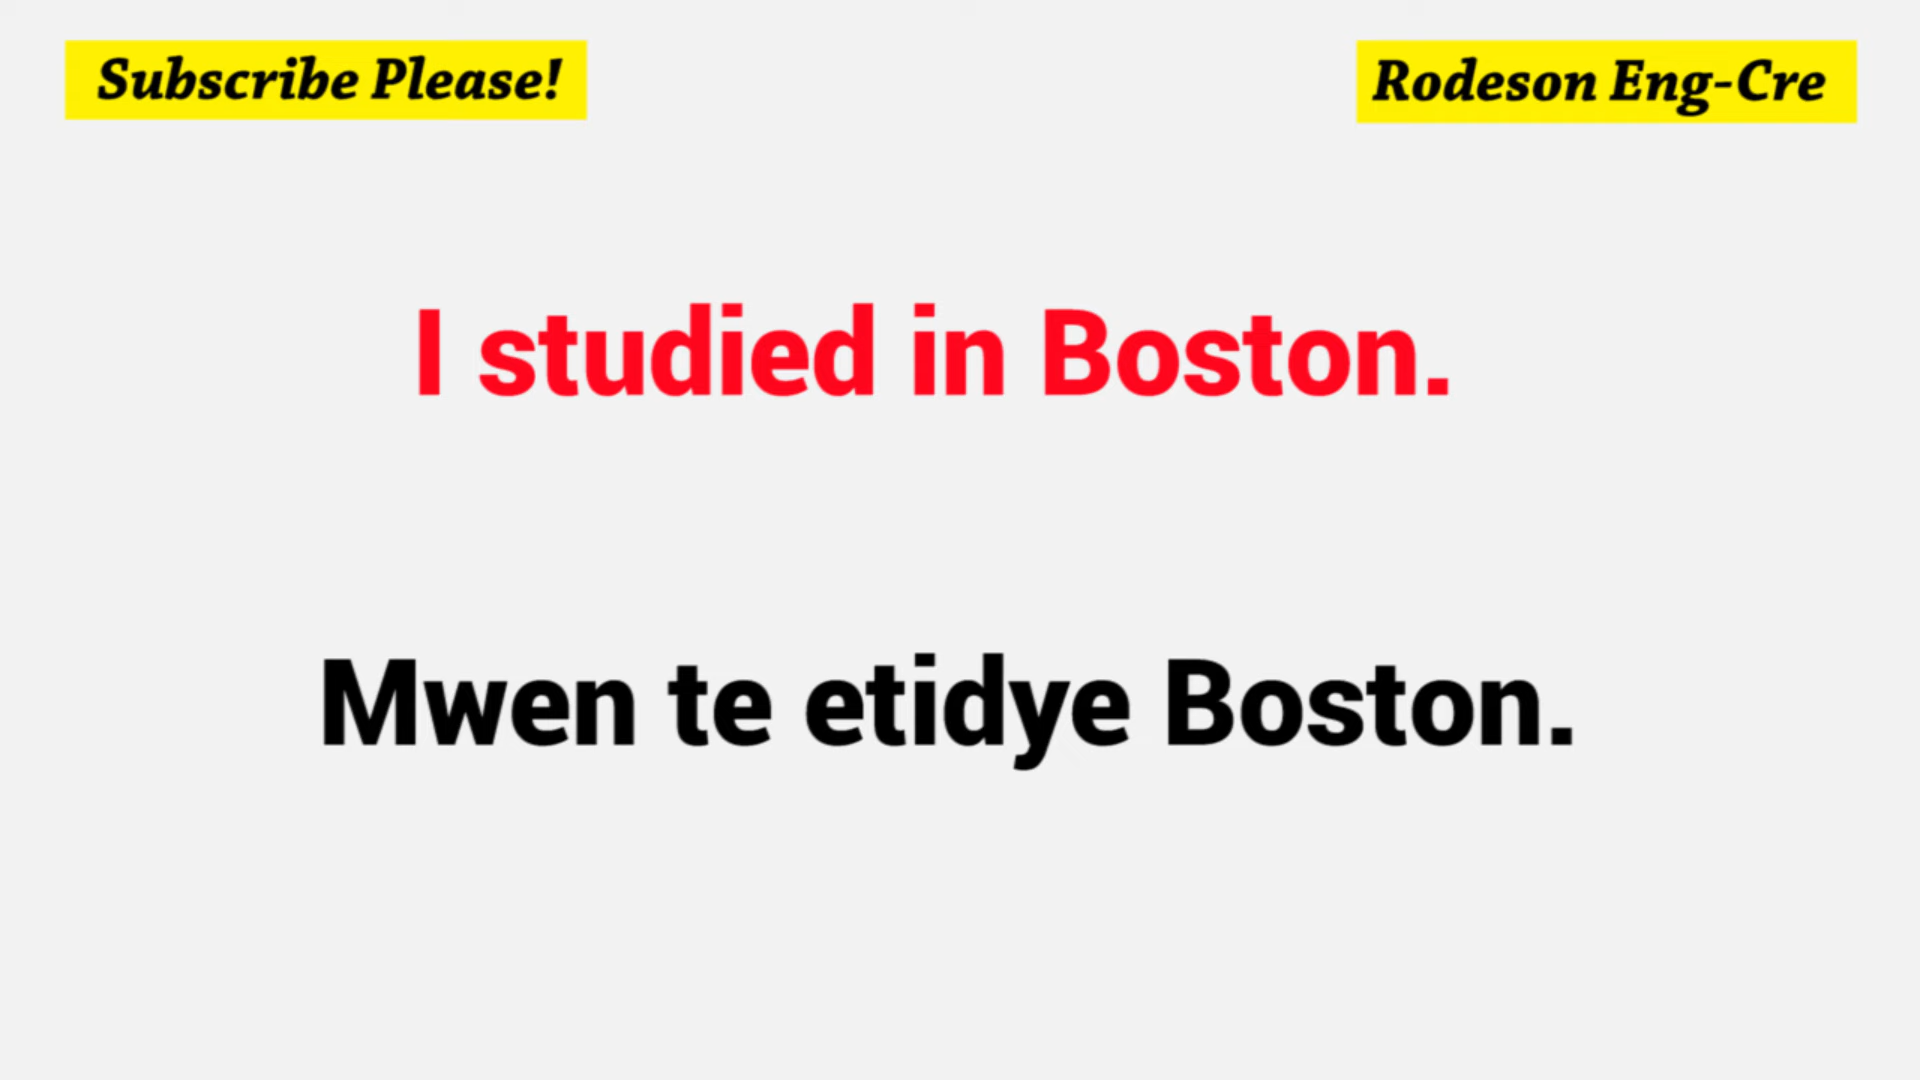 Subscribe Please!
Rodeson Eng-Cre
I studied in Boston.
Mwen te etidye Boston.